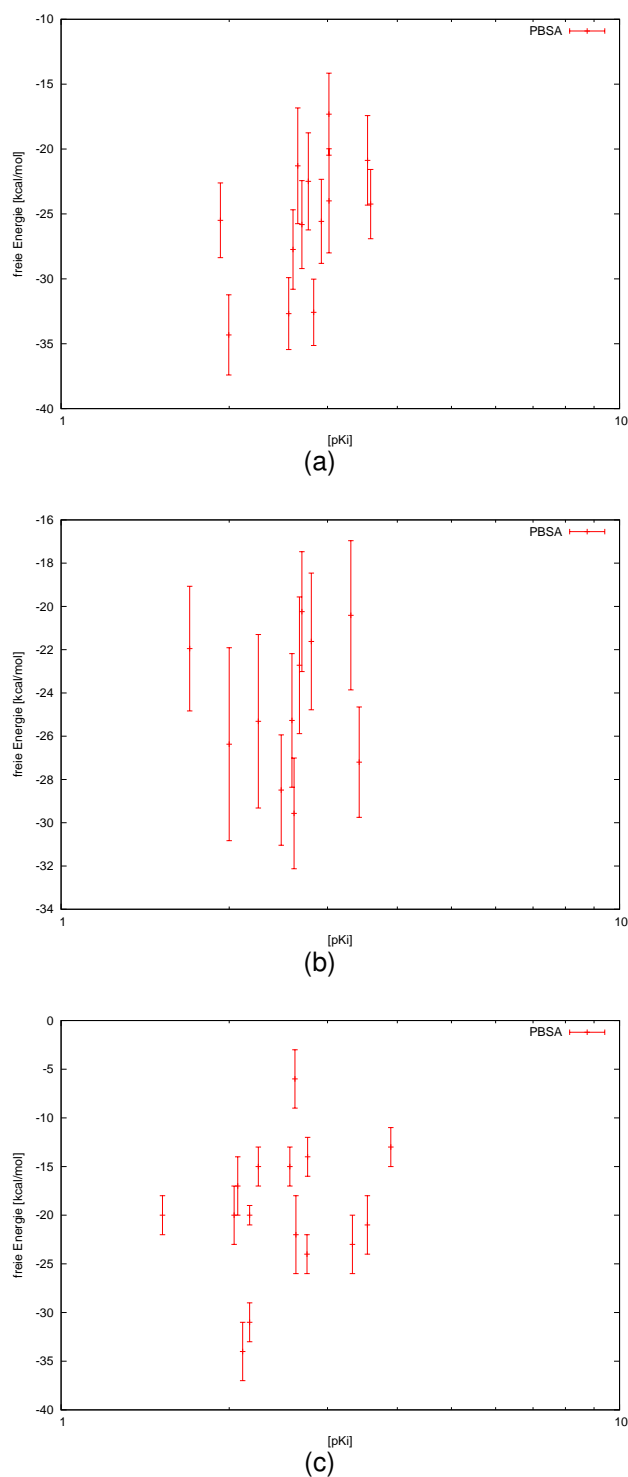 -10
PBSA
-15
-20
-25
-30
-35
-40
freie Energie [kcal/mol]
1
10
[pKi]
(a)
-16
PBSA
-18
-20
-22
-24
-26
-28
-30
-32
-34
freie Energie [kcal/mol]
1
10
[pKi]
(b)
0
PBSA
-5
-10
-15
-20
-25
-30
-35
-40
freie Energie [kcal/mol]
1
10
[pKi]
(c)